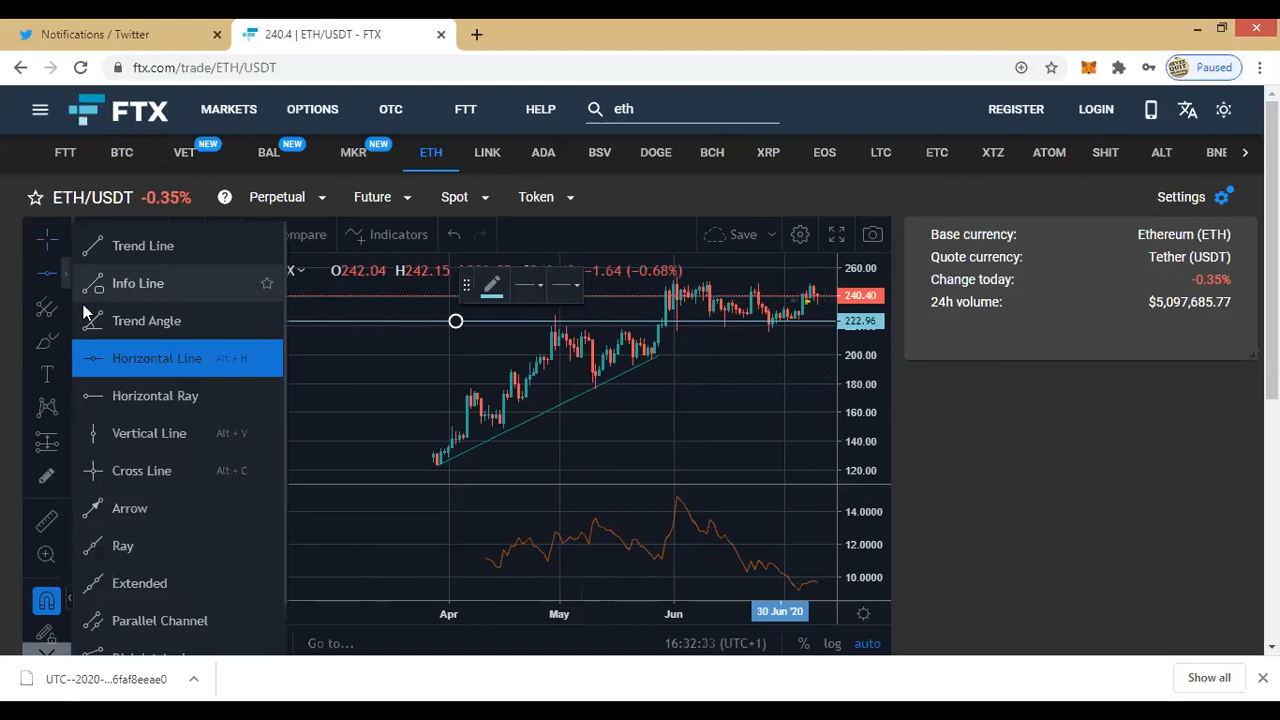 Notifications / Twitter
240.4 | ETH/USDT - FTX
ftx.com/trade/ETH/USDT
Paused
FTX
MARKETS
OPTIONS
OTC
FTT
HELP
eth
REGISTER
LOGIN
FTT
BTC
VET
NEW
BAL
NEW
MKR
NEW
ETH
LINK
ADA
BSV
DOGE
BCH
XRP
EOS
LTC
ETC
XTZ
ATOM
SHIT
ALT
BNB
ETH/USDT -0.35%
Perpetual
Future
Spot
Token
Settings
Compare
Indicators
Save
Trend Line
Info Line
Trend Angle
Horizontal Line Alt + H
Horizontal Ray
Vertical Line Alt + V
Cross Line Alt + C
Arrow
Ray
Extended
Parallel Channel
O242.04 H242.15
−1.64 (−0.68%)
260.00
240.40
222.96
200.00
180.00
160.00
140.00
120.00
14.0000
12.0000
10.0000
Apr
May
Jun
30 Jun '20
Go to...
16:32:33 (UTC+1)
%
log
auto
Base currency: Ethereum (ETH)
Quote currency: Tether (USDT)
Change today: -0.35%
24h volume: $5,097,685.77
UTC--2020-...6faf8eeae0
Show all